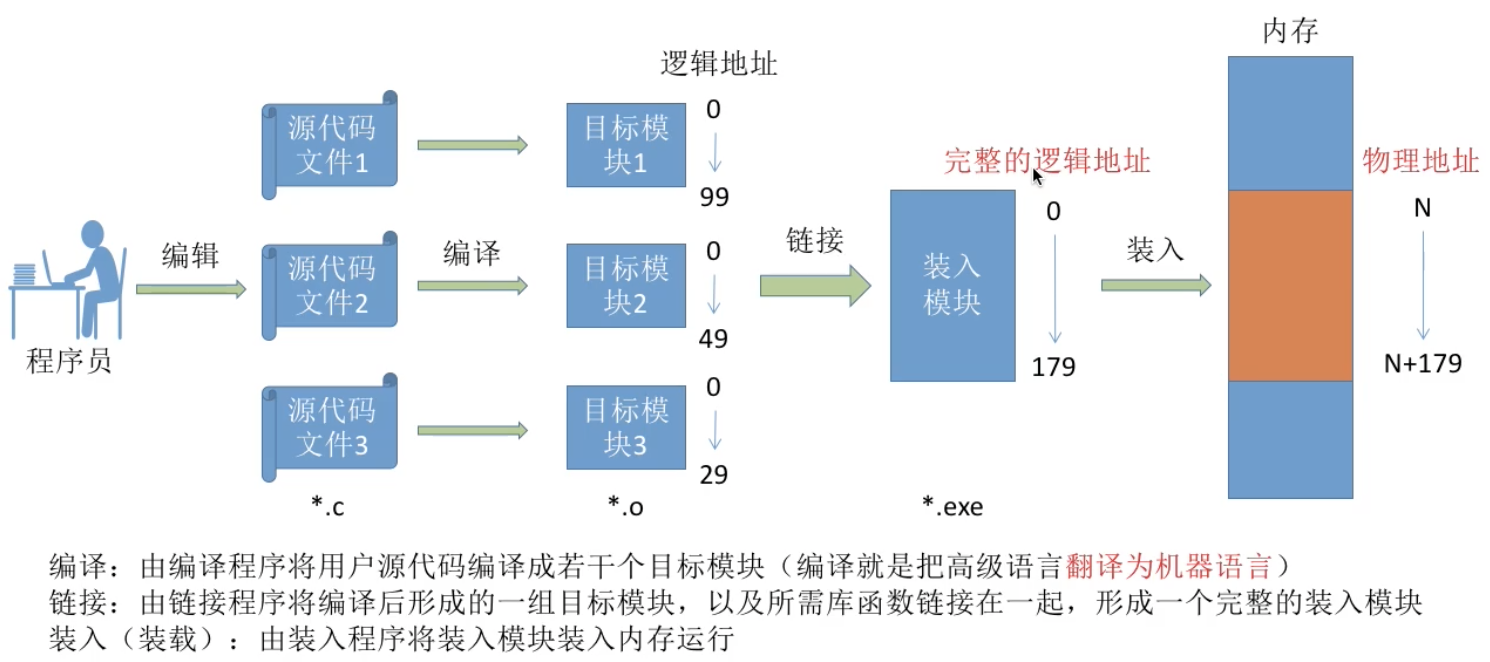 内存
逻辑地址
源代码
文件1
目标模
块1
0
99
完整的逻辑地址
物理地址
程序员
编辑
源代码
文件2
编译
目标模
块2
0
49
链接
装入
模块
0
179
装入
N
N+179
源代码
文件3
目标模
块3
0
29
*.c
*.o
*.exe
编译：由编译程序将用户源代码编译成若干个目标模块（编译就是把高级语言翻译为机器语言）
链接：由链接程序将编译后形成的一组目标模块，以及所需库函数链接在一起，形成一个完整的装入模块
装入（装载）：由装入程序将装入模块装入内存运行